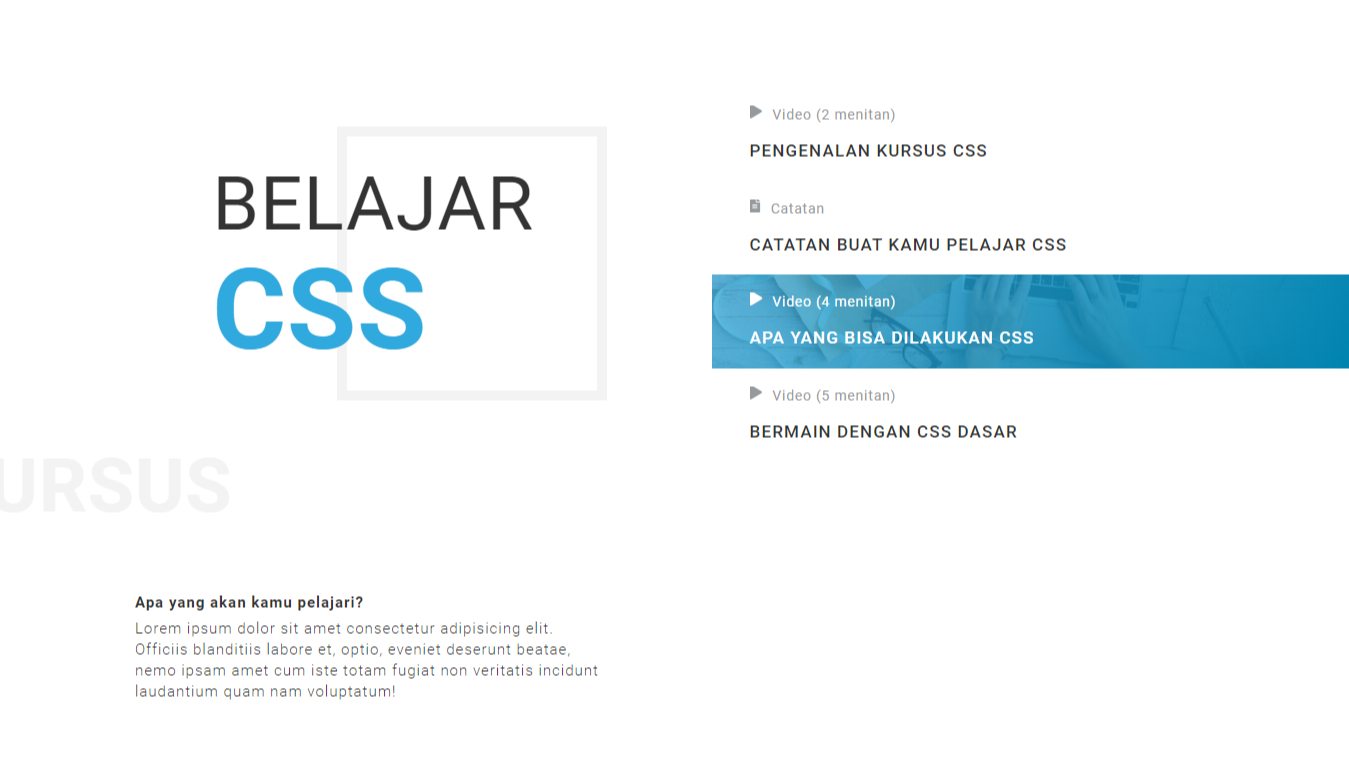 BELAJAR
CSS
URSUS
Apa yang akan kamu pelajari?
Lorem ipsum dolor sit amet consectetur adipisicing elit.
Officiis blanditiis labore et, optio, eveniet deserunt beatae,
nemo ipsam amet cum iste totam fugiat non veritatis incidunt
laudantium quam nam voluptatum!
Video (2 menitan)
PENGENALAN KURSUS CSS
Catatan
CATATAN BUAT KAMU PELAJAR CSS
Video (4 menitan)
APA YANG BISA DILAKUKAN CSS
Video (5 menitan)
BERMAIN DENGAN CSS DASAR